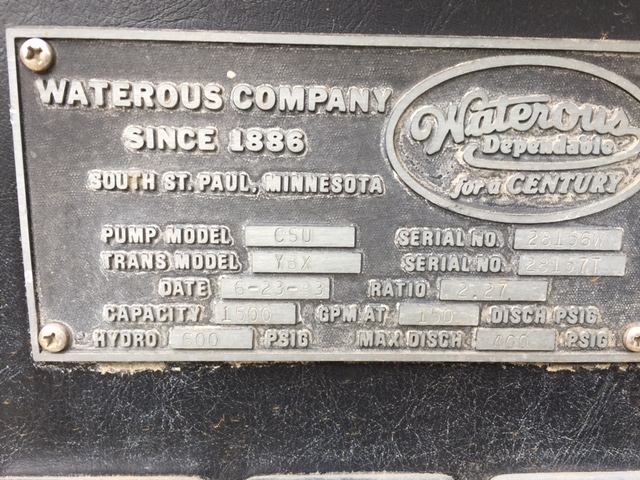 WATEROUS COMPANY
SINCE 1886
SOUTH ST. PAUL, MINNESOTA
Waterous
Dependable
for a CENTURY
PUMP MODEL CSU SERIAL NO.
TRANS MODEL YBX SERIAL NO.
DATE 6-23-93 RATIO 2.27
CAPACITY 1500 GPM AT 150 DISCH PSIG
HYDRO 600 PSIG MAX DISCH 400 PSIG